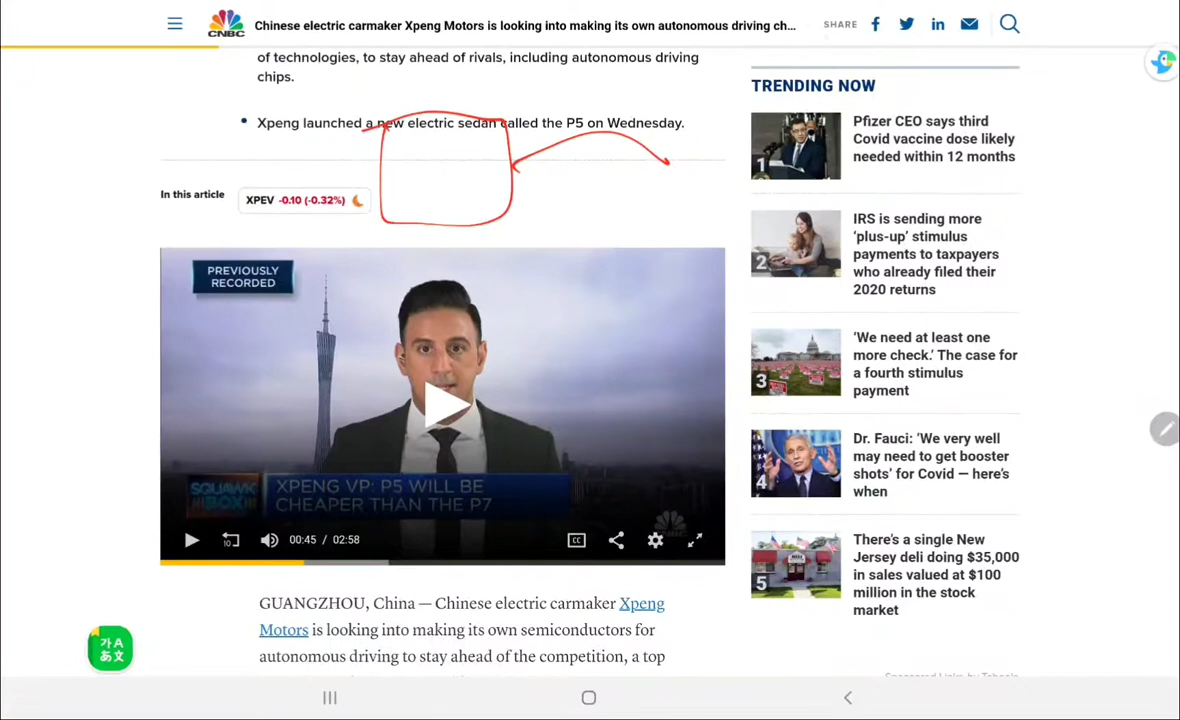 CNBC
Chinese electric carmaker Xpeng Motors is looking into making its own autonomous driving ch...
SHARE
of technologies, to stay ahead of rivals, including autonomous driving
chips.
• Xpeng launched a new electric sedan called the P5 on Wednesday.
In this article
XPEV -0.10 (-0.32%)
PREVIOUSLY
RECORDED
SQUAWK
BOX
XPENG VP: P5 WILL BE
CHEAPER THAN THE P7
10
00:45 / 02:58
CC
GUANGZHOU, China — Chinese electric carmaker Xpeng
Motors is looking into making its own semiconductors for
autonomous driving to stay ahead of the competition, a top
TRENDING NOW
1
Pfizer CEO says third
Covid vaccine dose likely
needed within 12 months
2
IRS is sending more
‘plus-up’ stimulus
payments to taxpayers
who already filed their
2020 returns
3
‘We need at least one
more check.’ The case for
a fourth stimulus
payment
4
Dr. Fauci: ‘We very well
may need to get booster
shots’ for Covid — here’s
when
5
There’s a single New
Jersey deli doing $35,000
in sales valued at $100
million in the stock
market
가A
あ文